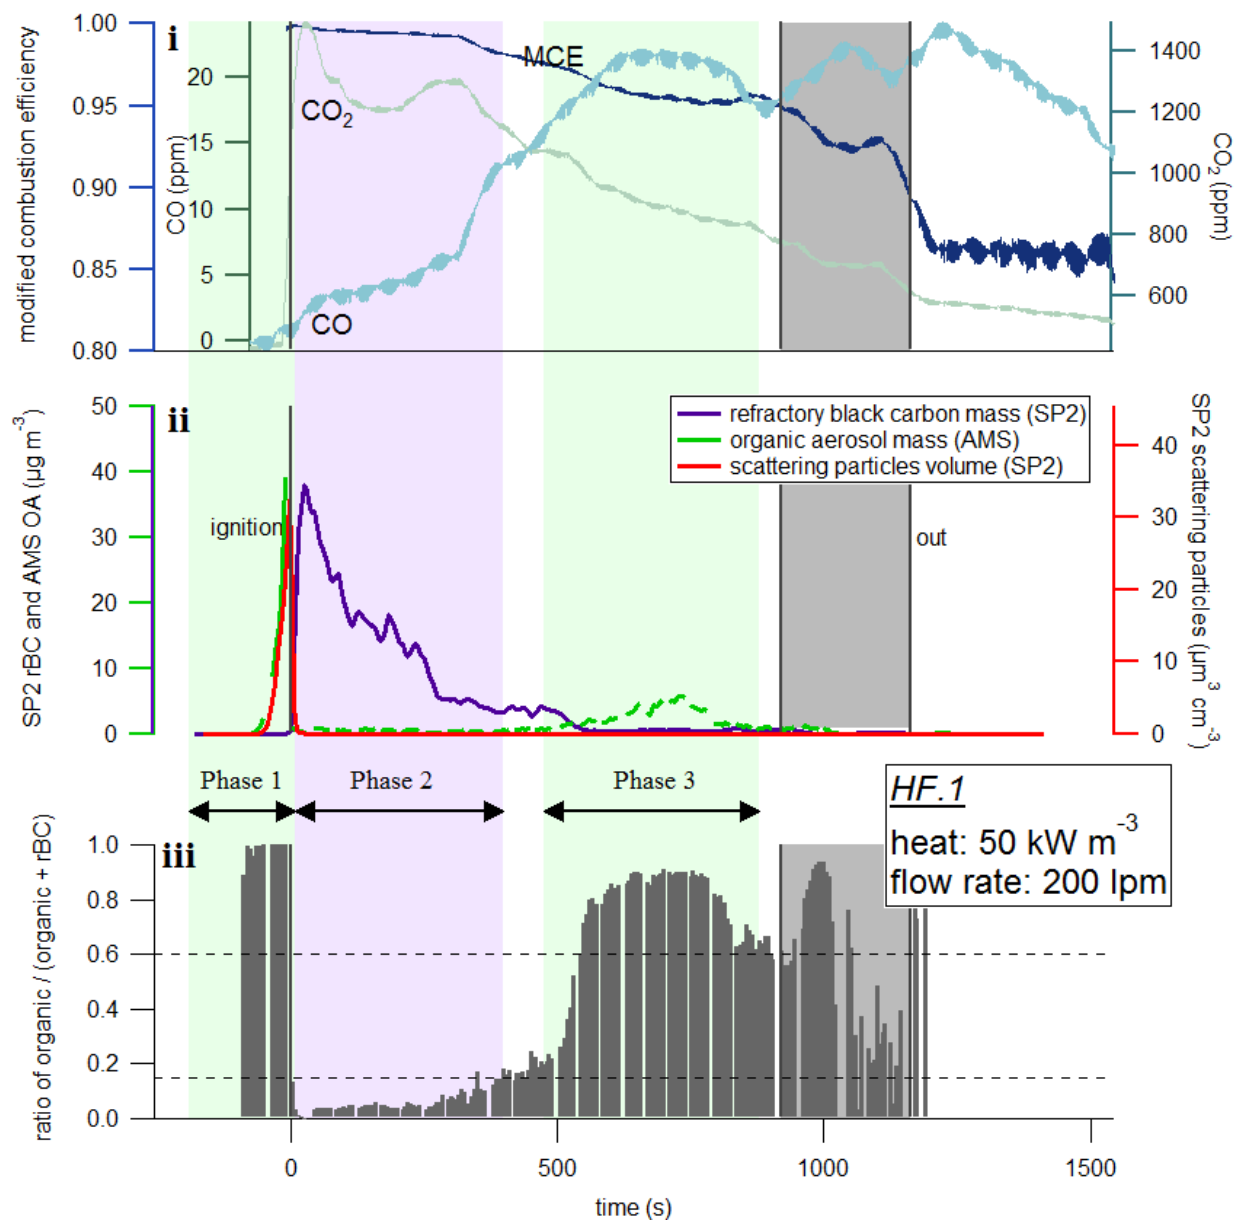 i
modified combustion efficiency
1.00
0.95
0.90
0.85
0.80
CO (ppm)
20
15
10
5
0
MCE
CO₂
CO
1400
1200
1000
800
600
CO₂ (ppm)
ii
SP2 rBC and AMS OA (µg m⁻³)
50
40
30
20
10
0
refractory black carbon mass (SP2)
organic aerosol mass (AMS)
scattering particles volume (SP2)
ignition
out
40
30
20
10
0
SP2 scattering particles (µm³ cm⁻³)
Phase 1
Phase 2
Phase 3
HF.1
heat: 50 kW m⁻³
flow rate: 200 lpm
iii
ratio of organic / (organic + rBC)
1.0
0.8
0.6
0.4
0.2
0.0
0
500
1000
1500
time (s)